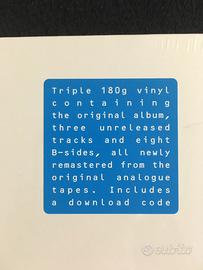 Triple 180g vinyl
containing
the original album,
three unreleased
tracks and eight
B-sides, all newly
remastered from the
original analogue
tapes. Includes
a download code
subito